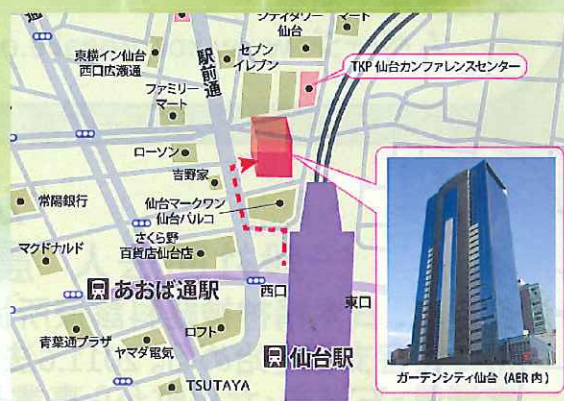 シティタワー
仙台
マート
セブン
イレブン
東横イン仙台
西口広瀬通
駅前通
通
TKP 仙台カンファレンスセンター
ファミリー
マート
ローソン
吉野家
常陽銀行
仙台マークワン
仙台パルコ
さくら野
百貨店仙台店
マクドナルド
あおば通駅
西口
東口
青葉通プラザ
ロフト
ヤマダ電気
仙台駅
TSUTAYA
ガーデンシティ仙台 (AER 内)